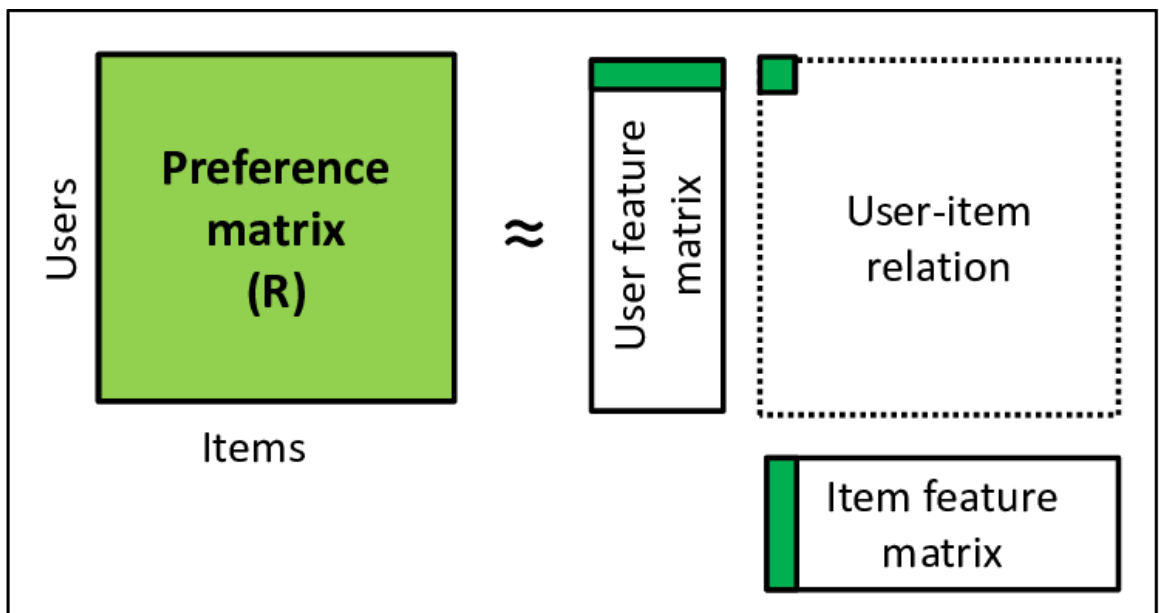 Users
Preference
matrix
(R)
Items
≈
User feature
matrix
User-item
relation
Item feature
matrix